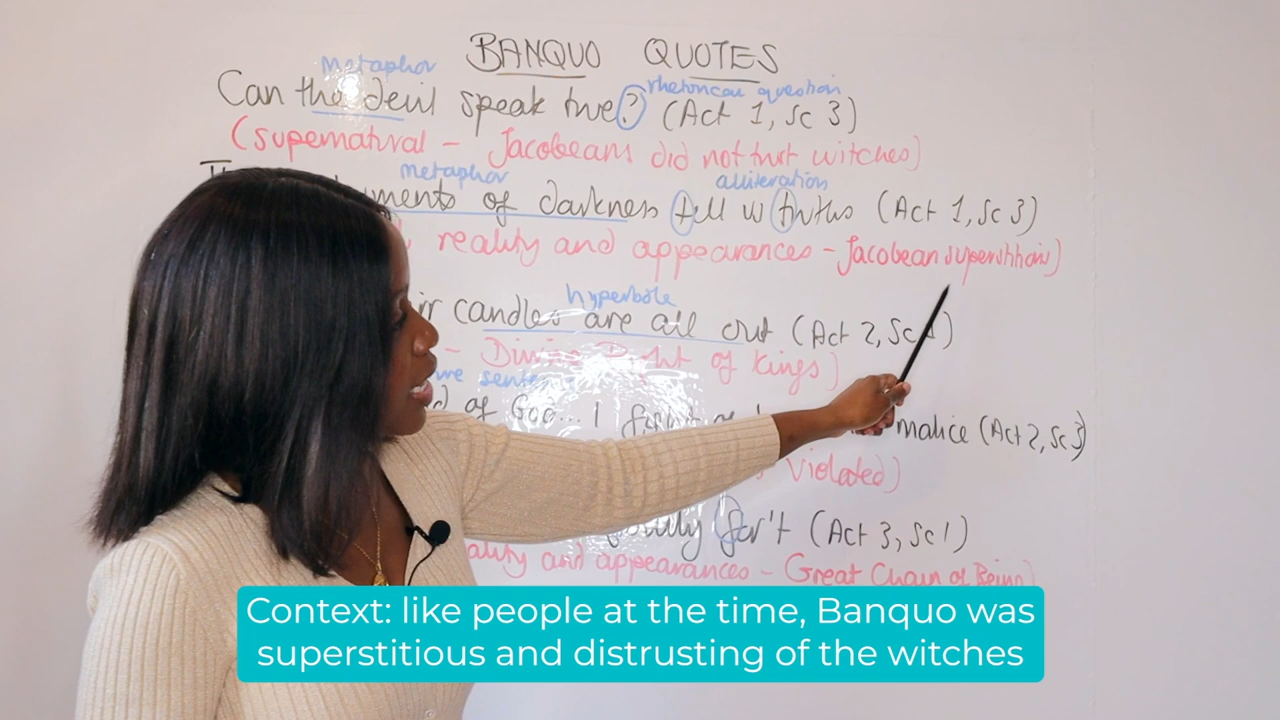 BANQUO QUOTES
metaphor
rhetorical question
Can the devil speak true? (Act 1, Sc 3)
(supernatural - Jacobeans did not trust witches)
metaphor alliteration
ments of darkness tell us truths (Act 1, Sc 3)
reality and appearances - Jacobean superstition)
hyperbole
candles are all out (Act 2, Sc 1)
- Divine Right of Kings)
of God... I malice (Act 2, Sc 3)
violated)
for't (Act 3, Sc 1)
ality and appearances - Great Chain of Being)
Context: like people at the time, Banquo was
superstitious and distrusting of the witches